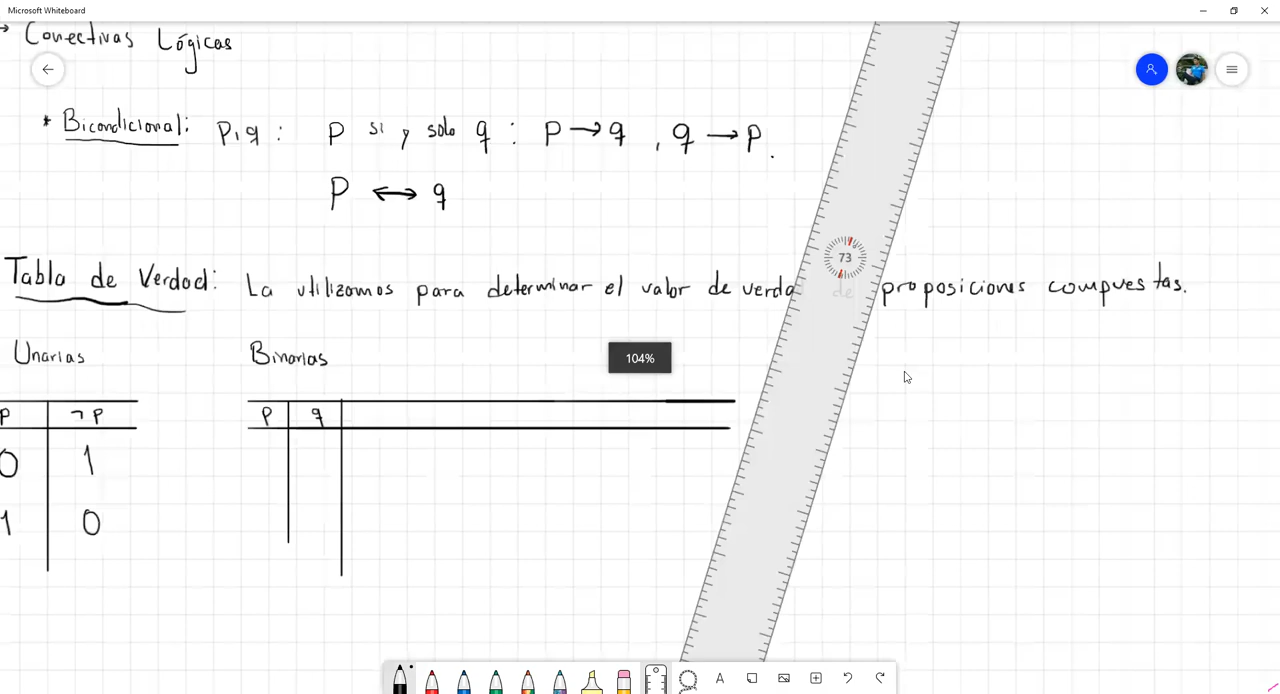 Microsoft Whiteboard
Conectivas Lógicas
* Bicondicional: p, q : p si y solo q : p → q , q → p.
p ↔ q
Tabla de Verdad: La utilizamos para determinar el valor de verda de proposiciones compuestas.
Unarias Binarias
104%
73
p ¬p p q
0 1
1 0
A